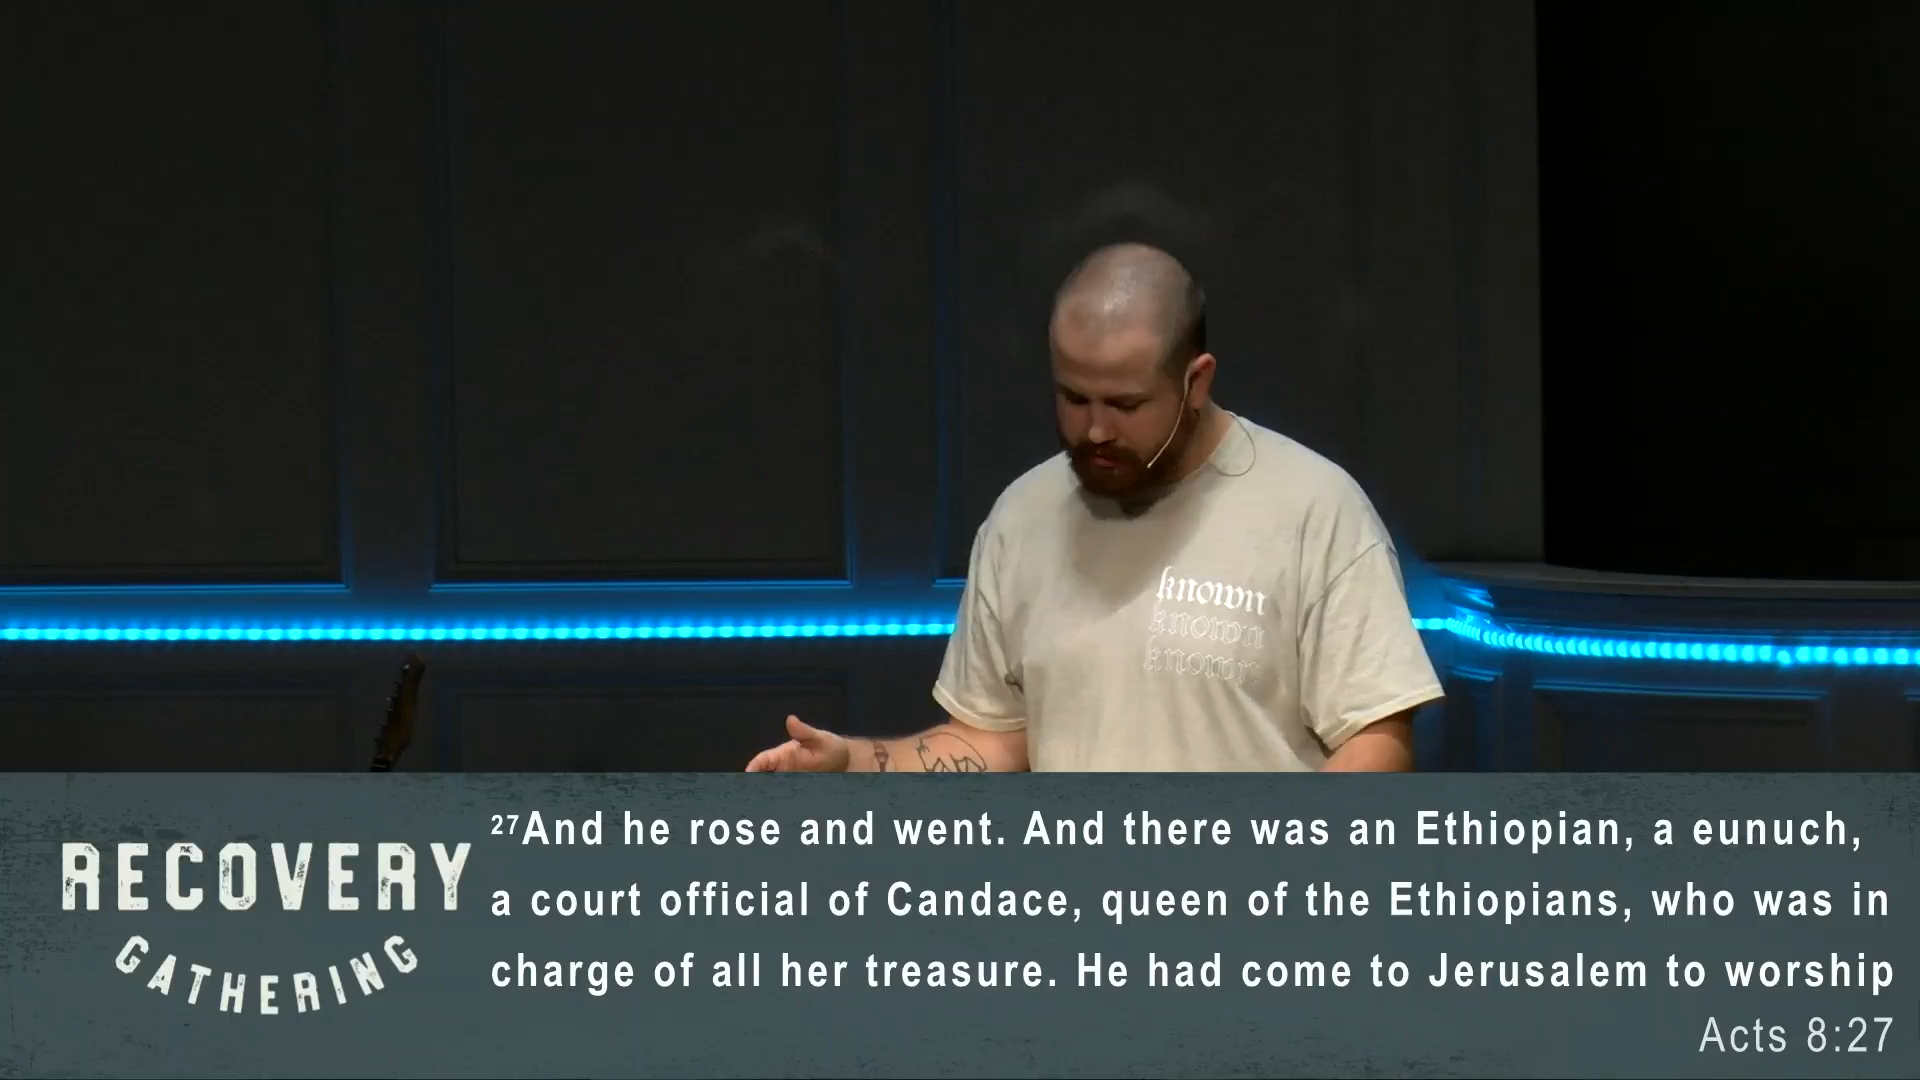 known
known
known
RECOVERY
GATHERING
27And he rose and went. And there was an Ethiopian, a eunuch,
a court official of Candace, queen of the Ethiopians, who was in
charge of all her treasure. He had come to Jerusalem to worship
Acts 8:27